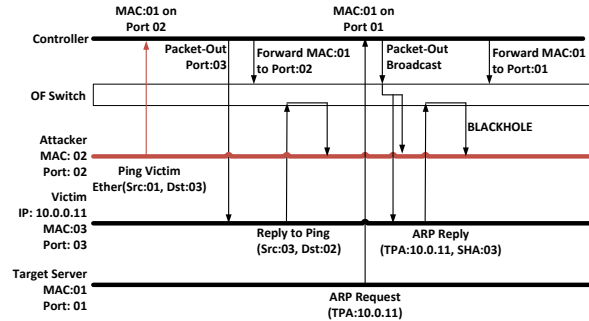 MAC:01 on
Port 02
MAC:01 on
Port 01
Controller
Packet-Out
Port:03
Forward MAC:01
to Port:02
Packet-Out
Broadcast
Forward MAC:01
to Port:01
OF Switch
BLACKHOLE
Attacker
MAC: 02
Port: 02
Ping Victim
Ether(Src:01, Dst:03)
Victim
IP: 10.0.0.11
MAC:03
Port: 03
Reply to Ping
(Src:03, Dst:02)
ARP Reply
(TPA:10.0.11, SHA:03)
Target Server
MAC:01
Port: 01
ARP Request
(TPA:10.0.11)